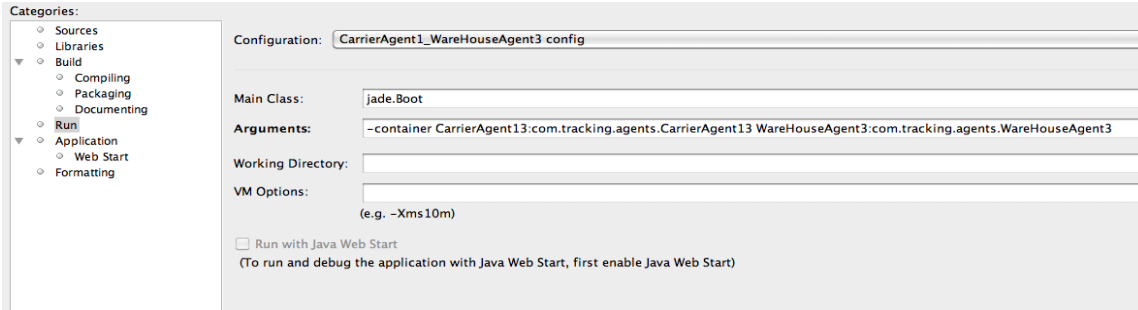 Categories:
Sources
Libraries
Build
Compiling
Packaging
Documenting
Run
Application
Web Start
Formatting
Configuration: CarrierAgent1_WareHouseAgent3 config
Main Class: jade.Boot
Arguments: -container CarrierAgent13:com.tracking.agents.CarrierAgent13 WareHouseAgent3:com.tracking.agents.WareHouseAgent3
Working Directory:
VM Options:
(e.g. -Xms10m)
Run with Java Web Start
(To run and debug the application with Java Web Start, first enable Java Web Start)